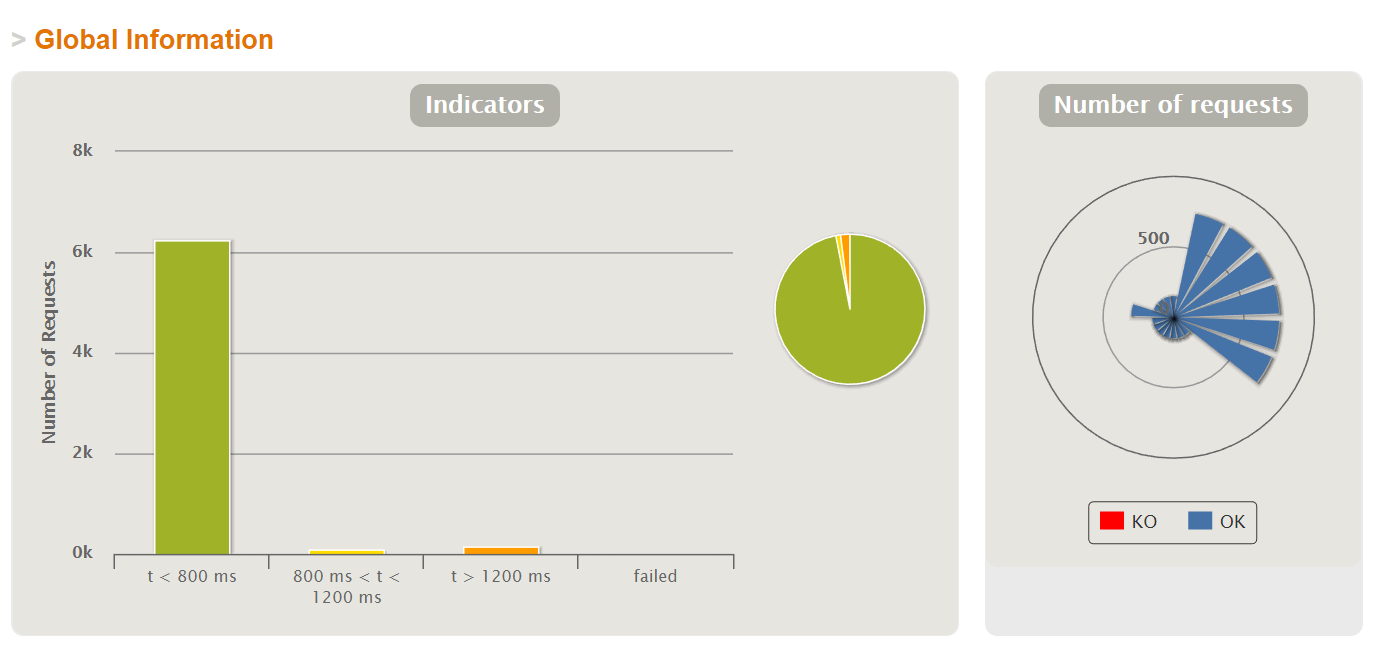 > Global Information
Indicators
8k
6k
4k
2k
0k
Number of Requests
t < 800 ms
800 ms < t <
1200 ms
t > 1200 ms
failed
Number of requests
500
KO
OK